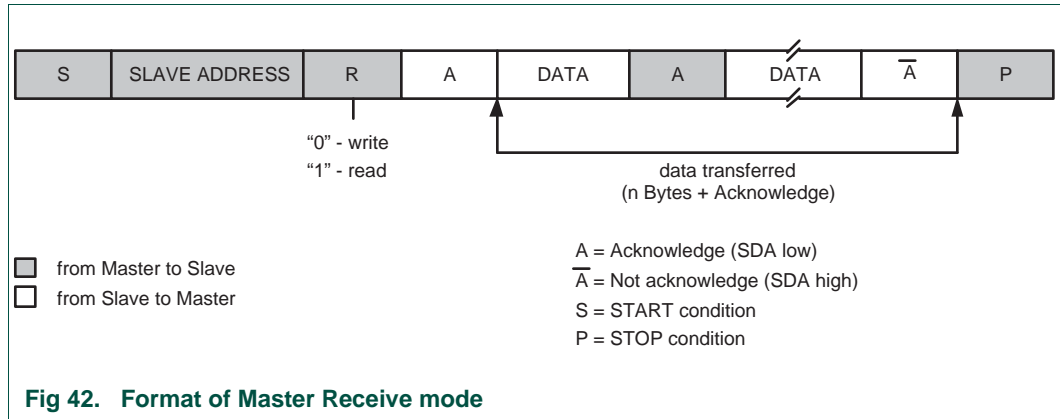 S SLAVE ADDRESS R A DATA A DATA A̅ P
“0” - write
“1” - read
data transferred
(n Bytes + Acknowledge)
from Master to Slave
from Slave to Master
A = Acknowledge (SDA low)
A̅ = Not acknowledge (SDA high)
S = START condition
P = STOP condition
Fig 42. Format of Master Receive mode